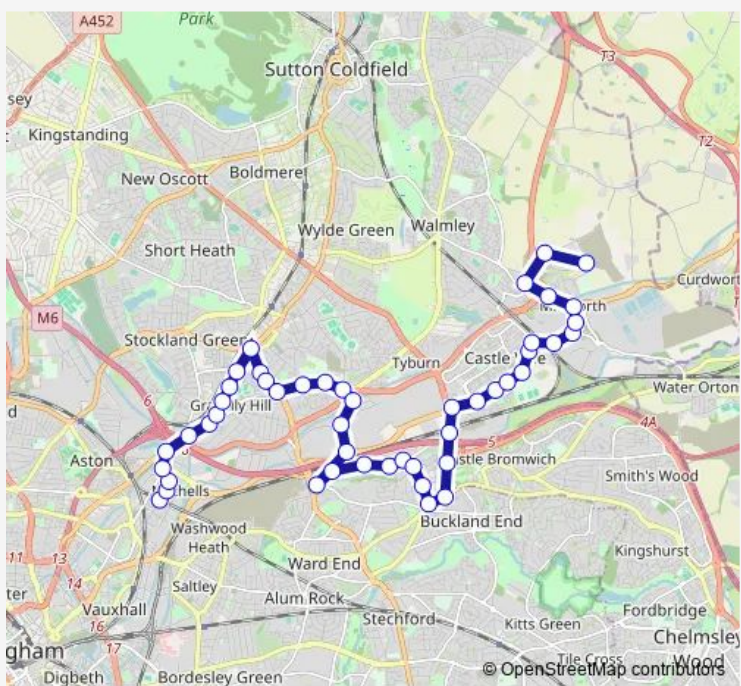 A452
Park
Sutton Coldfield
T3
sey
Kingstanding
T2
New Oscott
Boldmere
Wylde Green
Walmley
Short Heath
Curdwort
M6
Stockland Green
Tyburn
Castle
Water Orton
6
4A
Aston
5
Castle Bromwich
Smith's Wood
Washwood
Heath
Buckland End
11
13
14
Ward End
Kingshurst
Saltley
Alum Rock
Vauxhall
Stechford
Kitts Green
Fordbridge
16
17
Chelmsley
Wood
gham
Digbeth
Bordesley Green
Tile Cross
© OpenStreetMap contributors